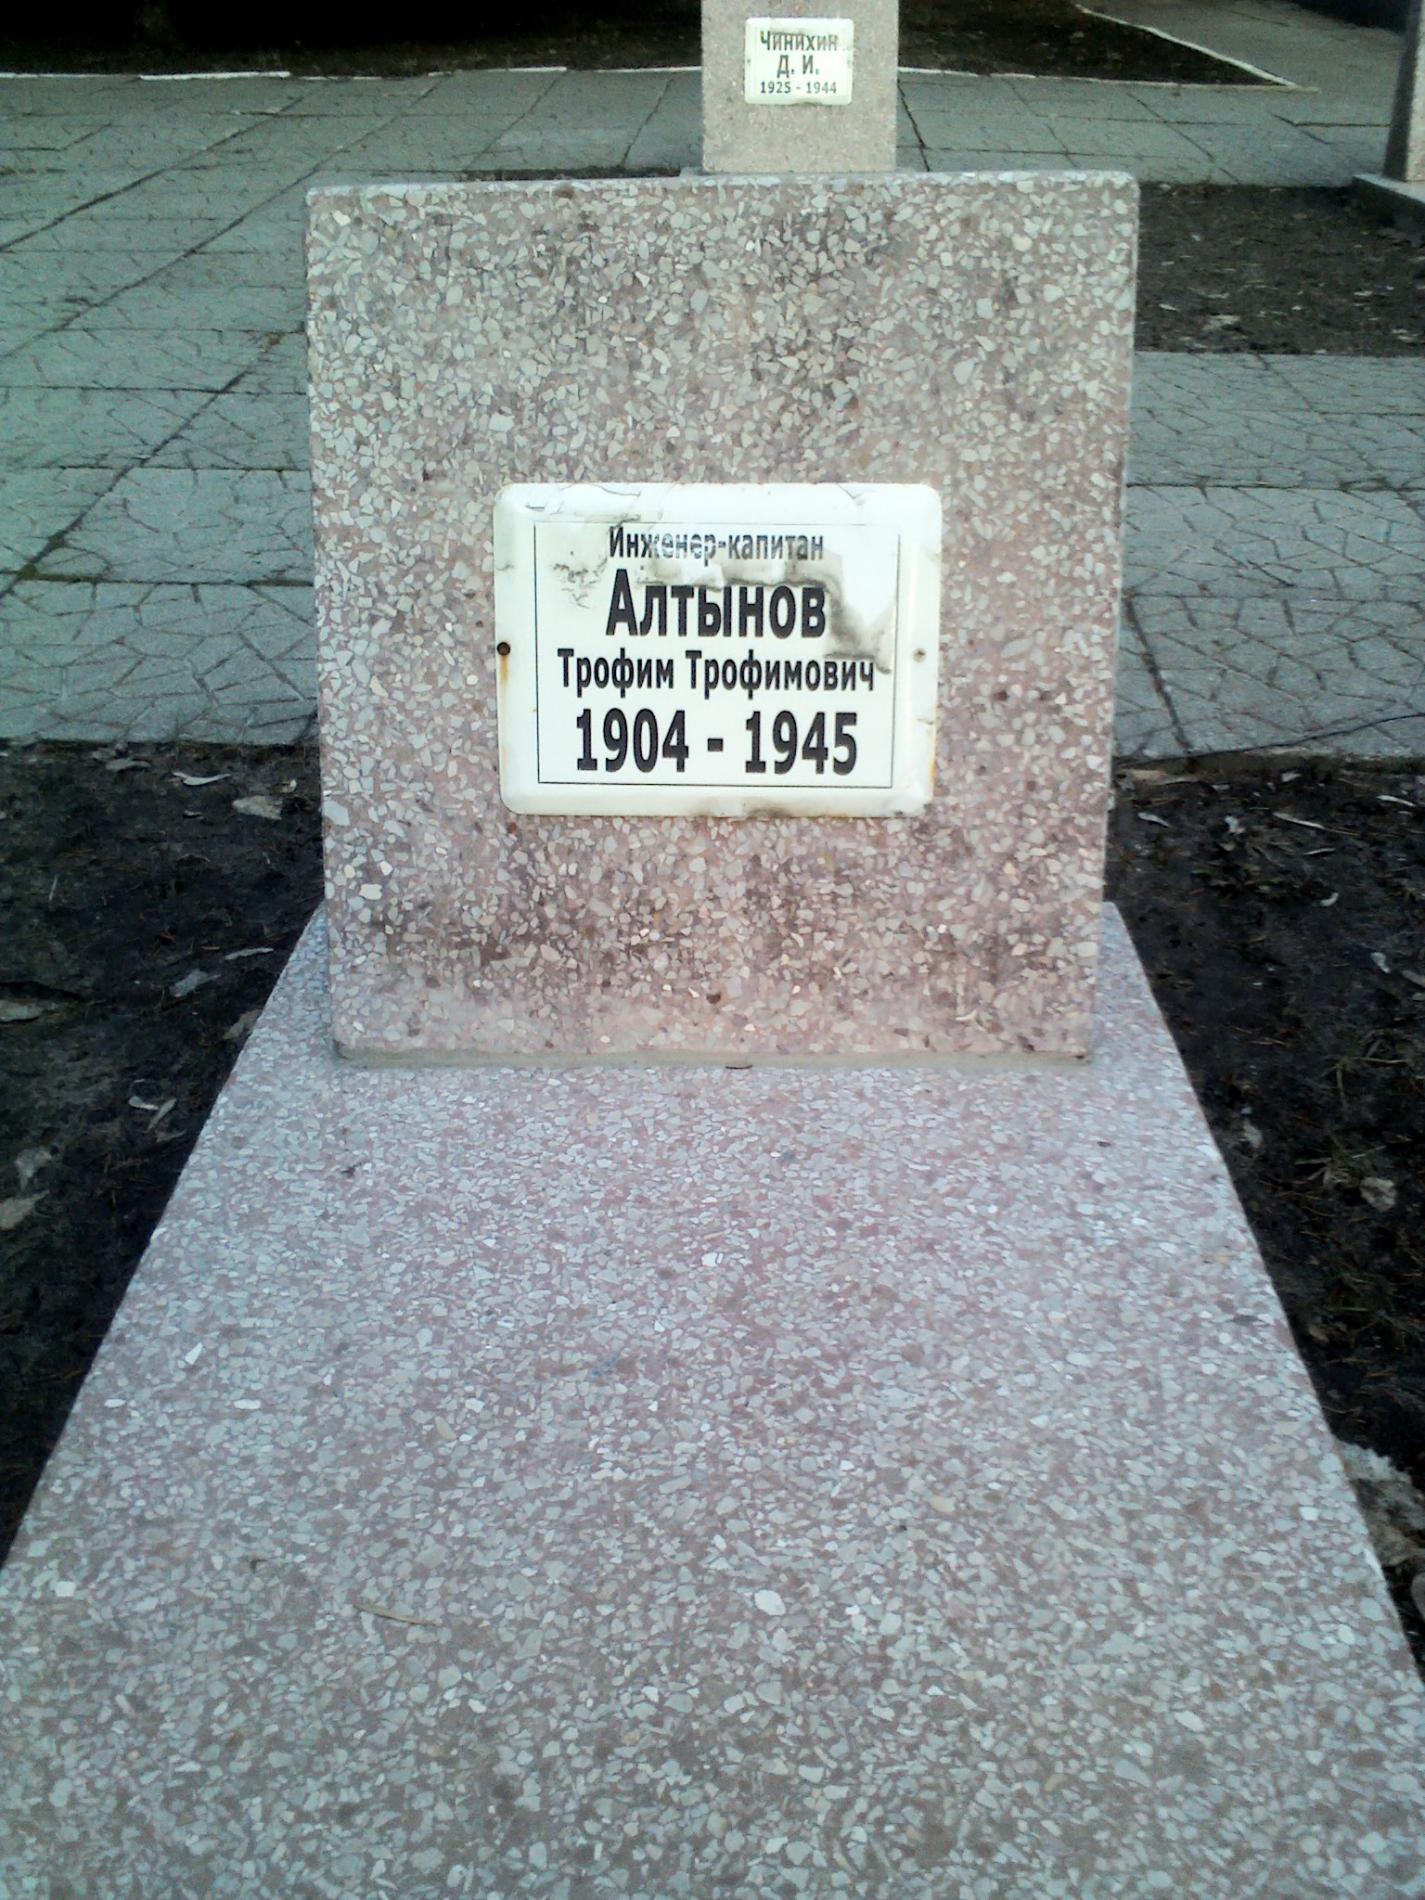 Чинихин
Д. И.
1925 - 1944
Инженер-капитан
Алтынов
Трофим Трофимович
1904 - 1945